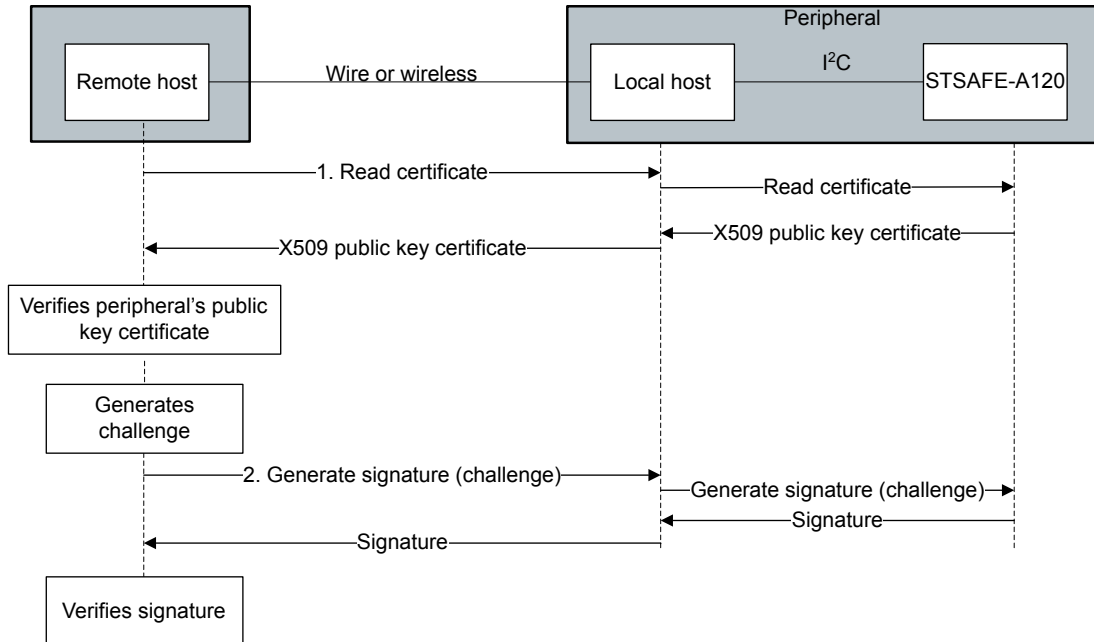 Peripheral
Remote host
Wire or wireless
Local host
I²C
STSAFE-A120
1. Read certificate
Read certificate
X509 public key certificate
X509 public key certificate
Verifies peripheral’s public
key certificate
Generates
challenge
2. Generate signature (challenge)
Generate signature (challenge)
Signature
Signature
Verifies signature